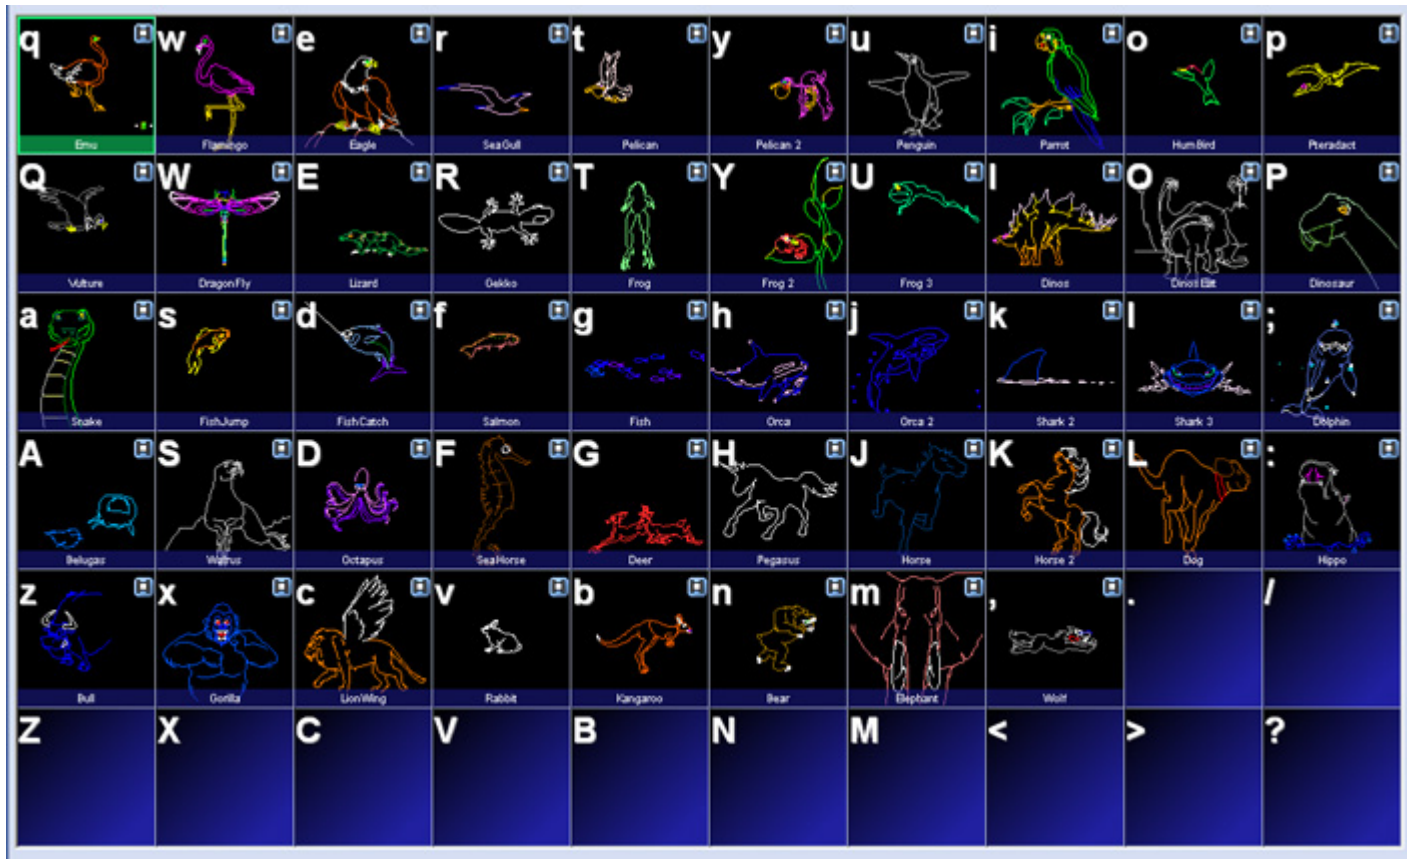 q w e r t y u i o p
Emu Flamingo Eagle SeaGull Pelican Pelican 2 Penguin Parrot HumBird Pteradact
Q W E R T Y U I O P
Vulture DragonFly Lizard Gekko Frog Frog 2 Frog 3 Dinos Dinosaur
a s d f g h j k l ;
Snake FishJump FishCatch Salmon Fish Orca Orca 2 Shark 2 Shark 3 Dolphin
A S D F G H J K L :
Belugas Walrus Octapus SeaHorse Deer Pegasus Horse Horse 2 Dog Hippo
z x c v b n m , . /
Bull Gorilla LionWing Rabbit Kangaroo Bear Elephant Wolf
Z X C V B N M < > ?